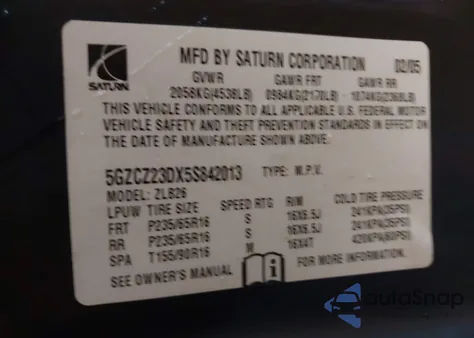 MFD BY SATURN CORPORATION 02/05
SATURN
GVWR GAWR FRT GAWR RR
2058KG(4536LB) 0984KG(2170LB) 1074KG(2368LB)
THIS VEHICLE CONFORMS TO ALL APPLICABLE U.S. FEDERAL MOTOR
VEHICLE SAFETY AND THEFT PREVENTION STANDARDS IN EFFECT ON
THE DATE OF MANUFACTURE SHOWN ABOVE.
5GZCZ23DX5S842013 TYPE: M.P.V.
MODEL: ZLB26
LPUW TIRE SIZE SPEED RTG RIM COLD TIRE PRESSURE
FRT P235/65R16 S 16X6.5J 241KPA(35PSI)
RR P235/65R16 S 16X6.5J 241KPA(35PSI)
SPA T155/90R16 M 16X4T 420KPA(60PSI)
SEE OWNER'S MANUAL i FOR MORE INFORMATION.
autoSnap